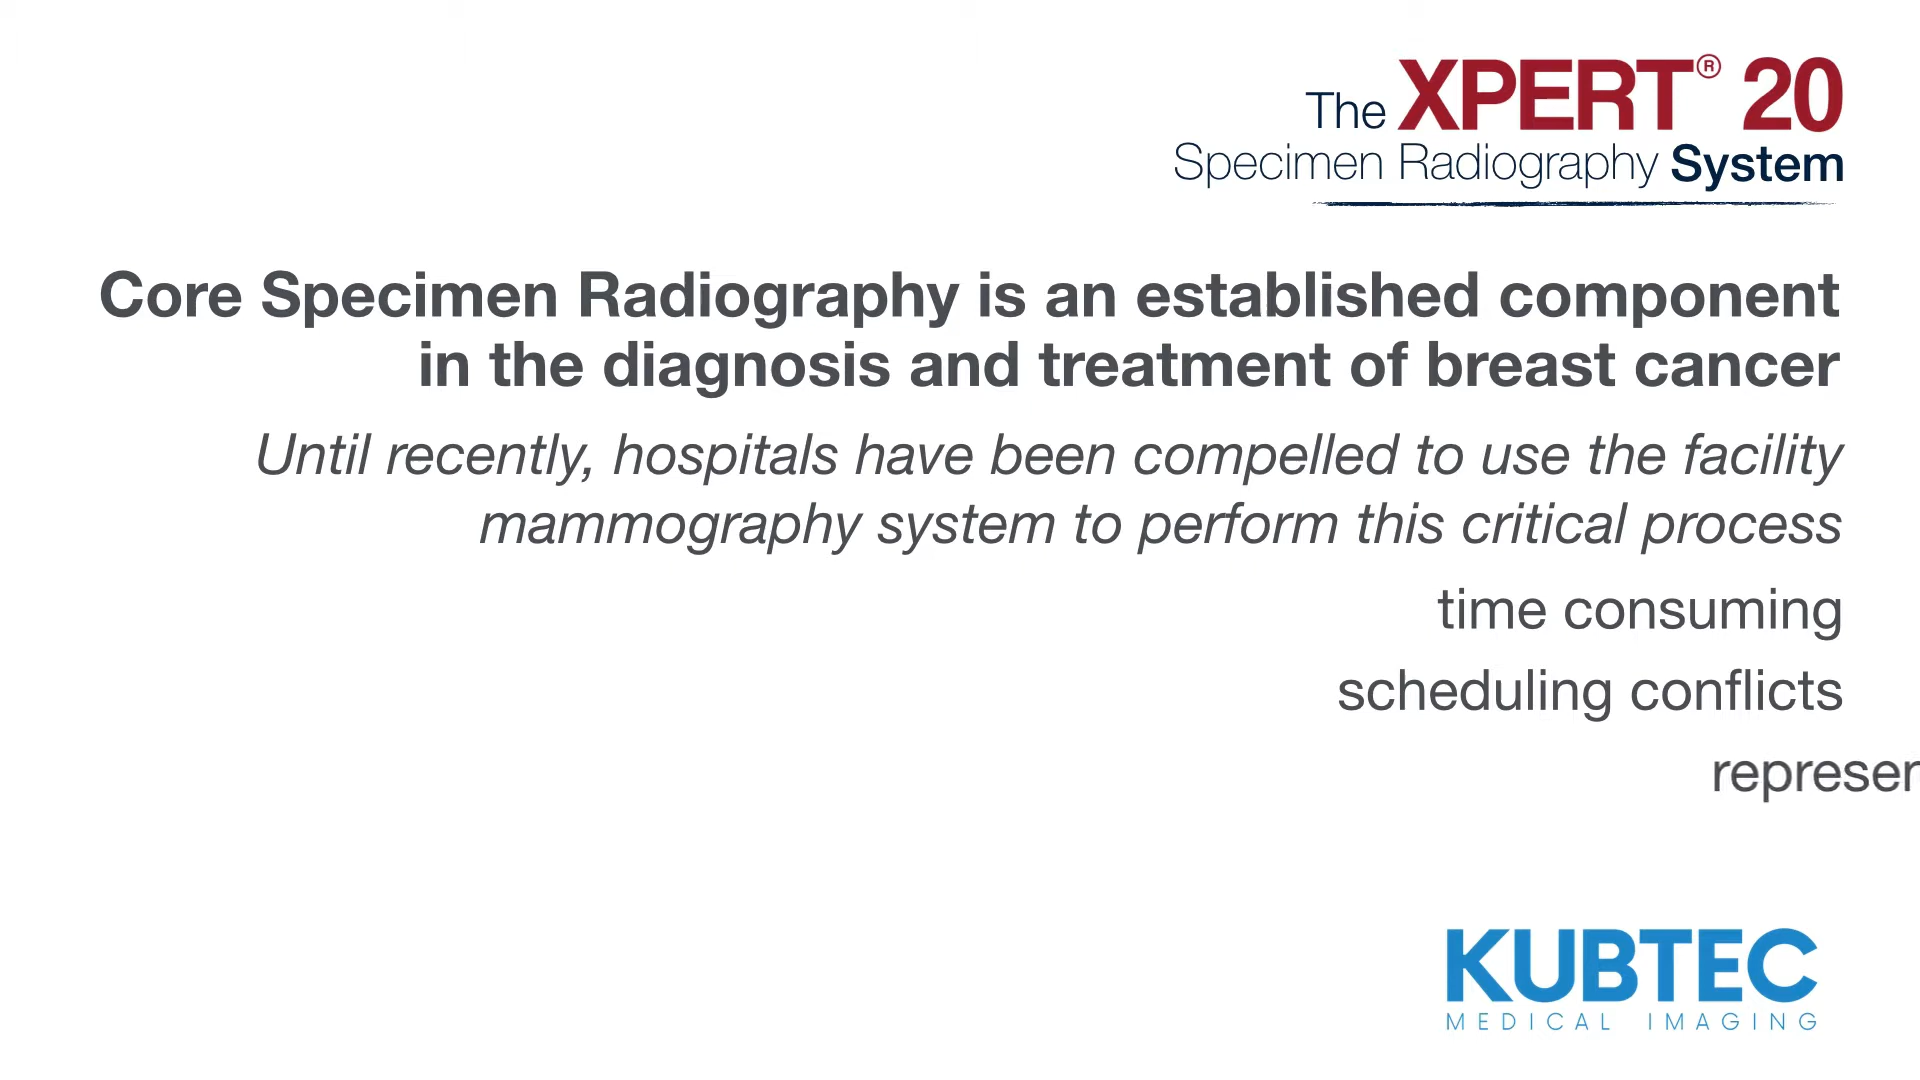 The XPERT® 20
Specimen Radiography System
Core Specimen Radiography is an established component
in the diagnosis and treatment of breast cancer
Until recently, hospitals have been compelled to use the facility
mammography system to perform this critical process
time consuming
scheduling conflicts
KUBTEC
MEDICAL IMAGING